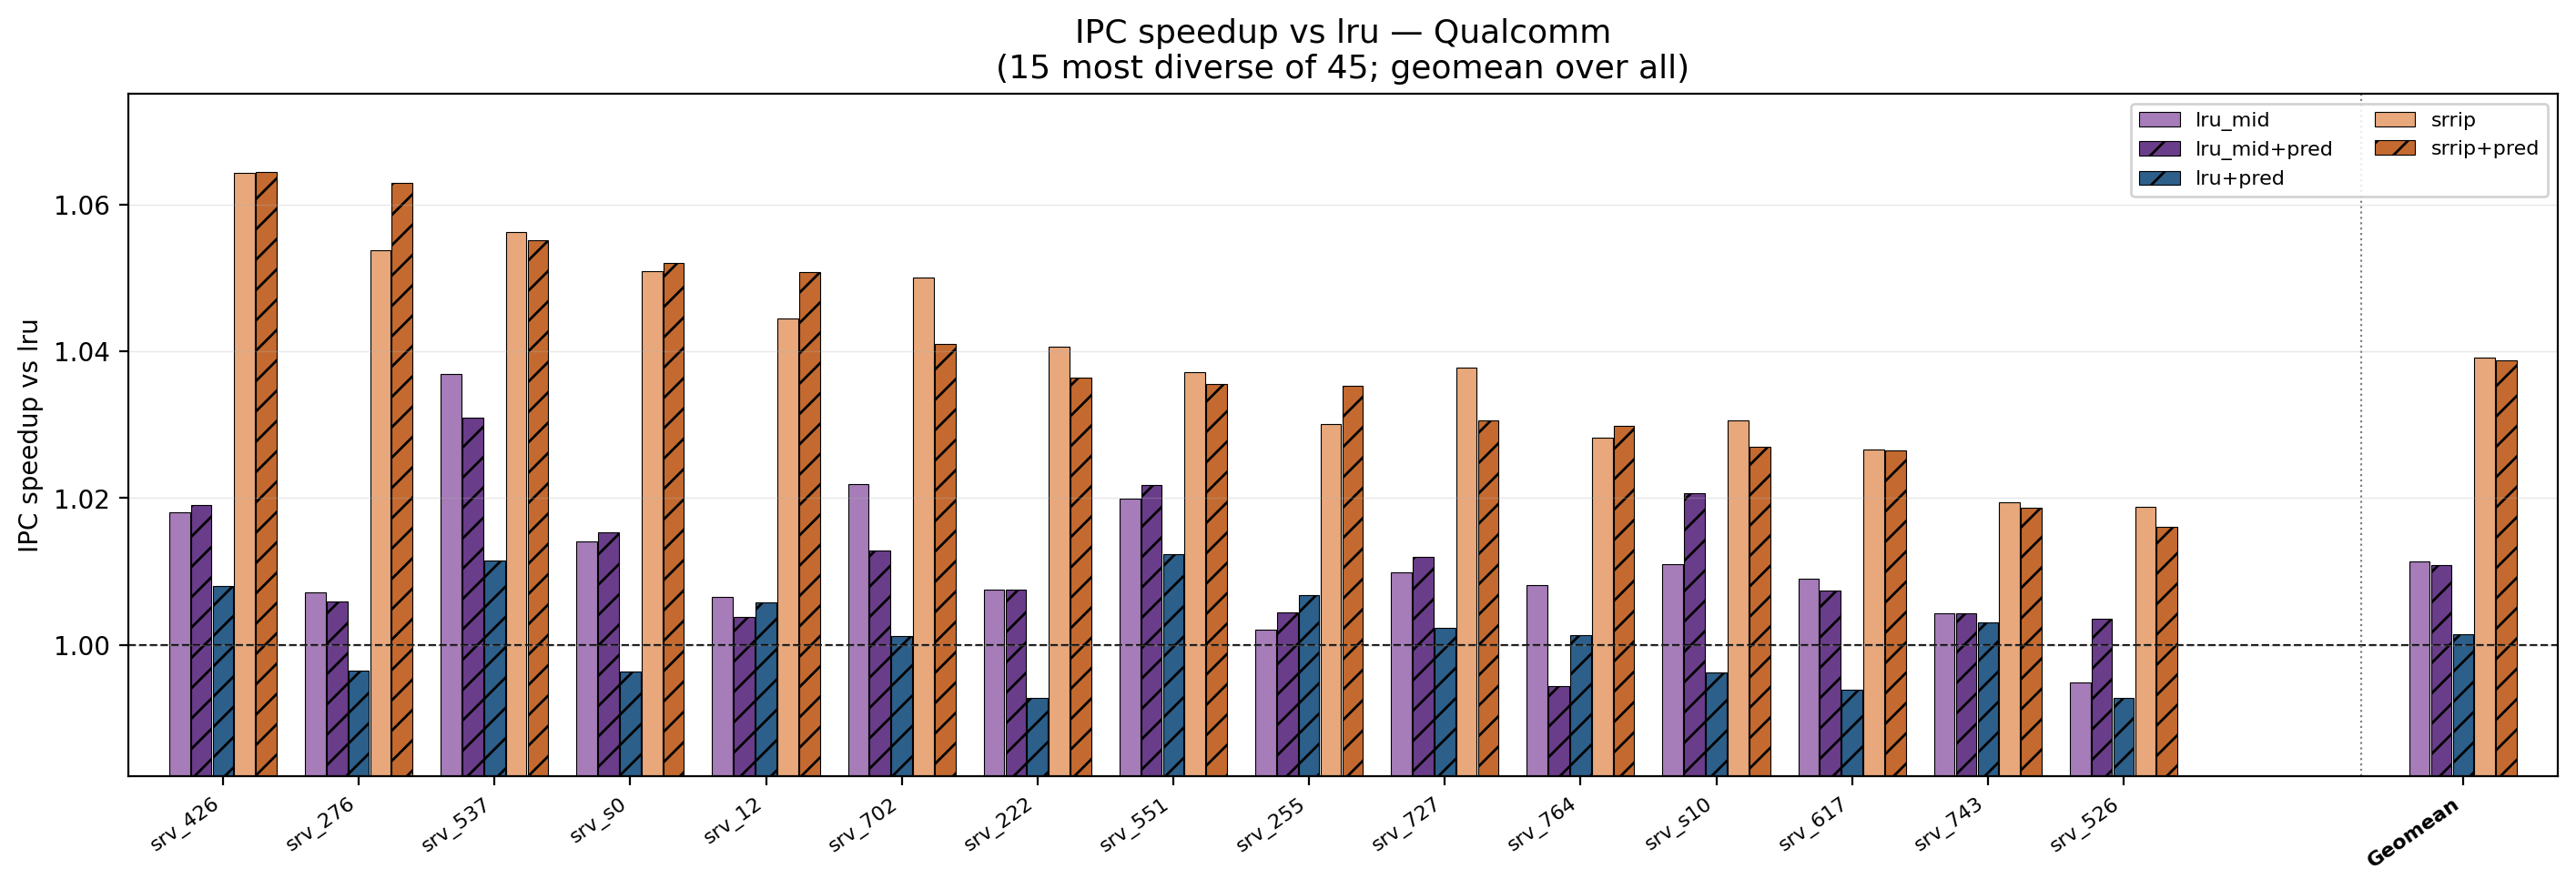 IPC speedup vs lru — Qualcomm
(15 most diverse of 45; geomean over all)
lru_mid
lru_mid+pred
lru+pred
srrip
srrip+pred
IPC speedup vs lru
1.06
1.04
1.02
1.00
srv_426
srv_276
srv_537
srv_s0
srv_12
srv_702
srv_222
srv_551
srv_255
srv_727
srv_764
srv_s10
srv_617
srv_743
srv_526
Geomean